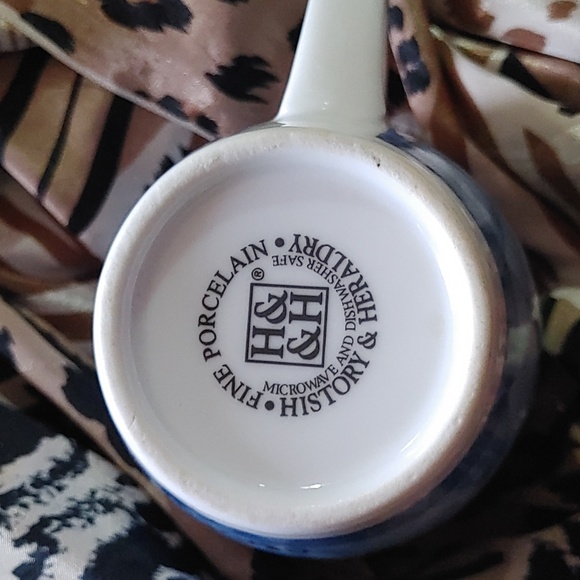 FINE PORCELAIN • HISTORY & HERALDRY •
MICROWAVE AND DISHWASHER SAFE
H&
&H
®